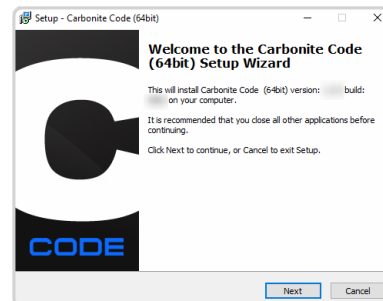 Setup - Carbonite Code (64bit)
Welcome to the Carbonite Code
(64bit) Setup Wizard
This will install Carbonite Code (64bit) version: build:
on your computer.
It is recommended that you close all other applications before
continuing.
Click Next to continue, or Cancel to exit Setup.
CODE
Next Cancel